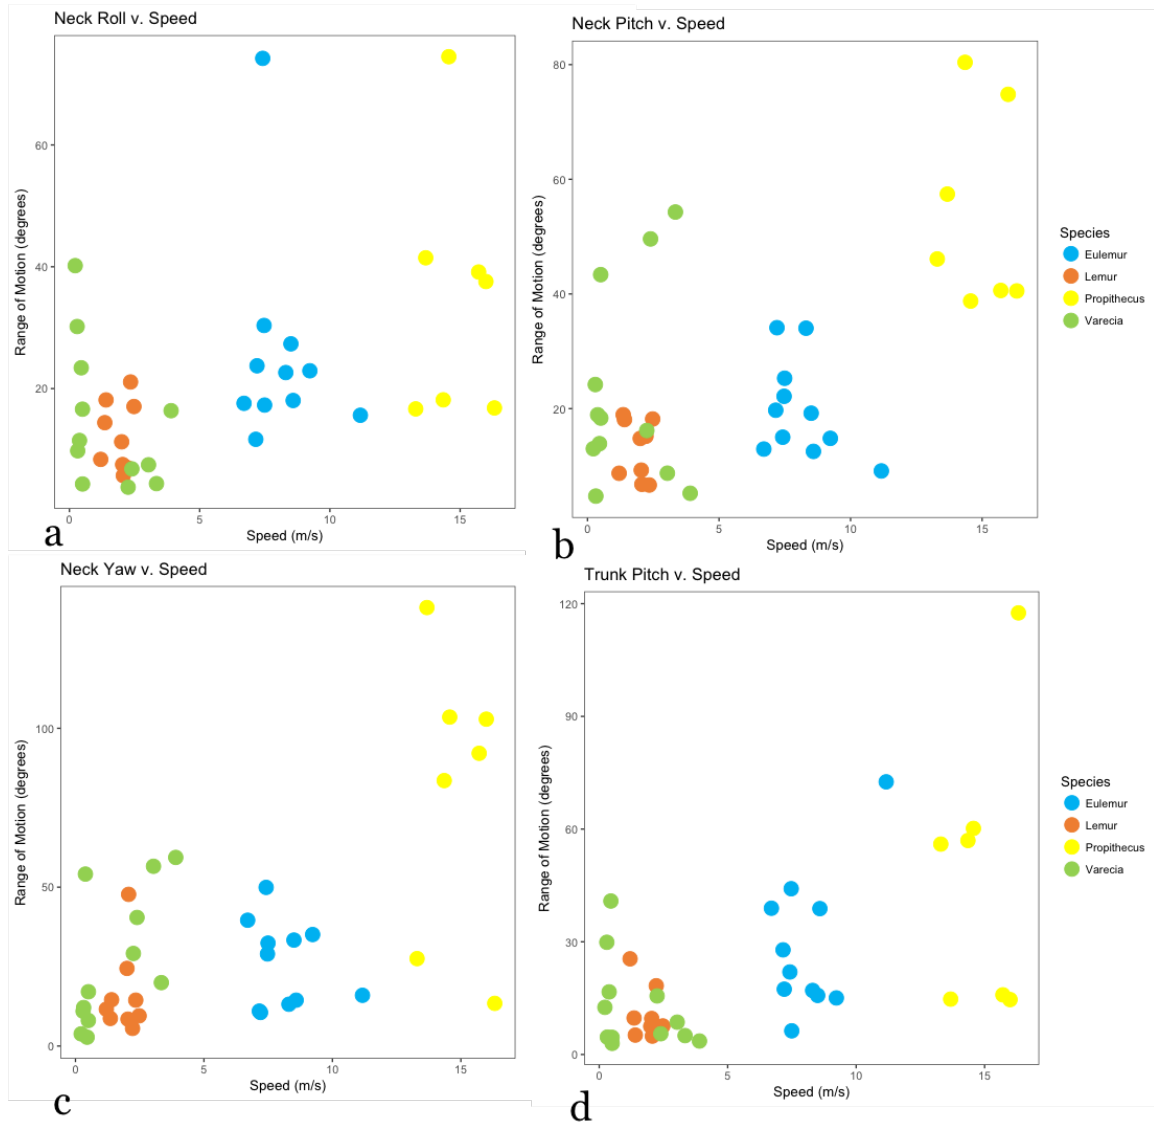 Neck Roll v. Speed
Range of Motion (degrees)
60
40
20
0
5
10
15
Speed (m/s)
a
Neck Pitch v. Speed
Range of Motion (degrees)
80
60
40
20
0
5
10
15
Speed (m/s)
b
Species
Eulemur
Lemur
Propithecus
Varecia
Neck Yaw v. Speed
Range of Motion (degrees)
100
50
0
0
5
10
15
Speed (m/s)
c
Trunk Pitch v. Speed
Range of Motion (degrees)
120
90
60
30
0
0
5
10
15
Speed (m/s)
d
Species
Eulemur
Lemur
Propithecus
Varecia